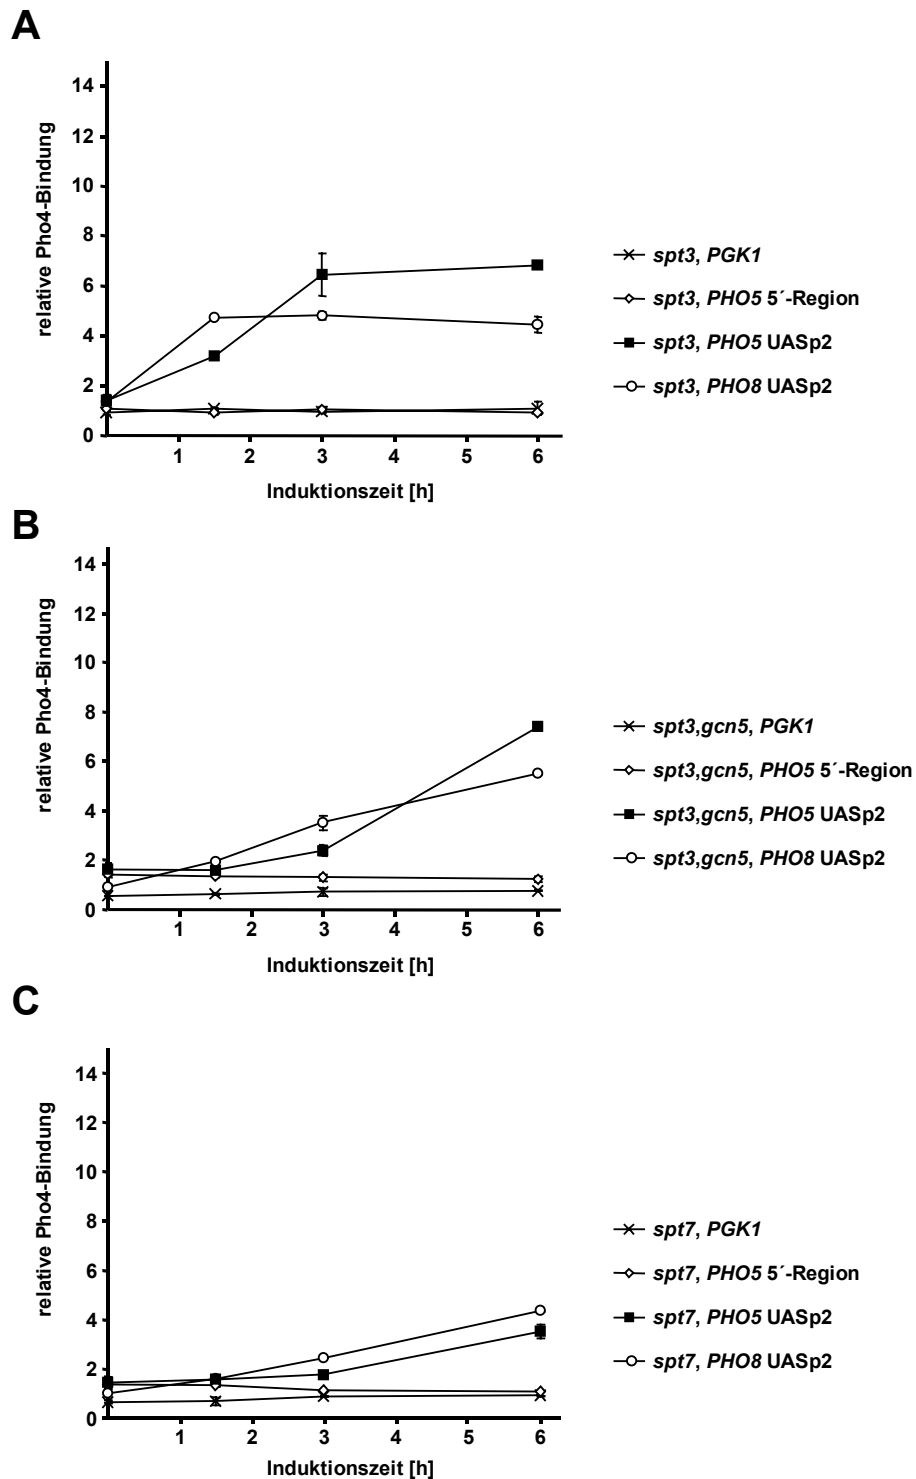 A
relative Pho4-Bindung
14
12
10
8
6
4
2
0
1 2 3 4 5 6
Induktionszeit [h]
spt3, PGK1
spt3, PHO5 5´-Region
spt3, PHO5 UASp2
spt3, PHO8 UASp2
B
relative Pho4-Bindung
14
12
10
8
6
4
2
0
1 2 3 4 5 6
Induktionszeit [h]
spt3,gcn5, PGK1
spt3,gcn5, PHO5 5´-Region
spt3,gcn5, PHO5 UASp2
spt3,gcn5, PHO8 UASp2
C
relative Pho4-Bindung
14
12
10
8
6
4
2
0
1 2 3 4 5 6
Induktionszeit [h]
spt7, PGK1
spt7, PHO5 5´-Region
spt7, PHO5 UASp2
spt7, PHO8 UASp2